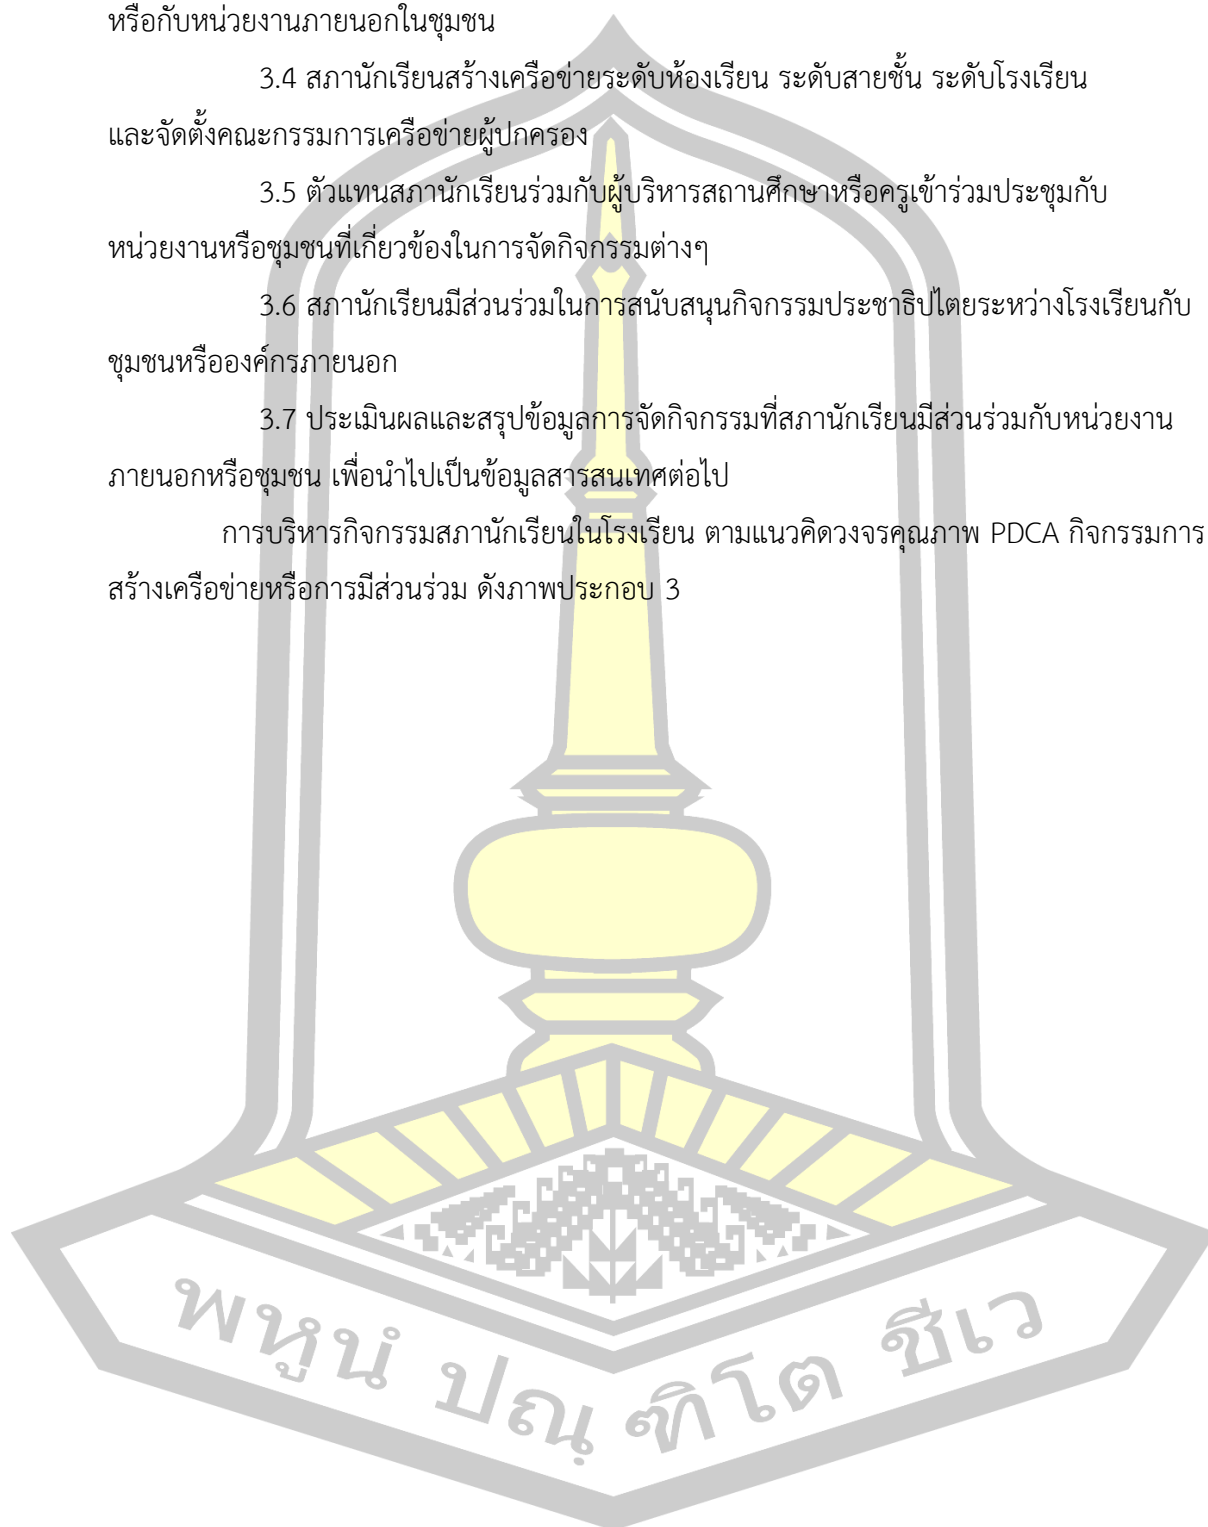 หรือกับหน่วยงานภายนอกในชุมชน
3.4 สภานักเรียนสร้างเครือข่ายระดับห้องเรียน ระดับสายชั้น ระดับโรงเรียน
และจัดตั้งคณะกรรมการเครือข่ายผู้ปกครอง
3.5 ตัวแทนสภานักเรียนร่วมกับผู้บริหารสถานศึกษาหรือครูเข้าร่วมประชุมกับ
หน่วยงานหรือชุมชนที่เกี่ยวข้องในการจัดกิจกรรมต่างๆ
3.6 สภานักเรียนมีส่วนร่วมในการสนับสนุนกิจกรรมประชาธิปไตยระหว่างโรงเรียนกับ
ชุมชนหรือองค์กรภายนอก
3.7 ประเมินผลและสรุปข้อมูลการจัดกิจกรรมที่สภานักเรียนมีส่วนร่วมกับหน่วยงาน
ภายนอกหรือชุมชน เพื่อนำไปเป็นข้อมูลสารสนเทศต่อไป
การบริหารกิจกรรมสภานักเรียนในโรงเรียน ตามแนวคิดวงจรคุณภาพ PDCA กิจกรรมการ
สร้างเครือข่ายหรือการมีส่วนร่วม ดังภาพประกอบ 3
พหูนํ ปณฺ ฑิโต ชีเว